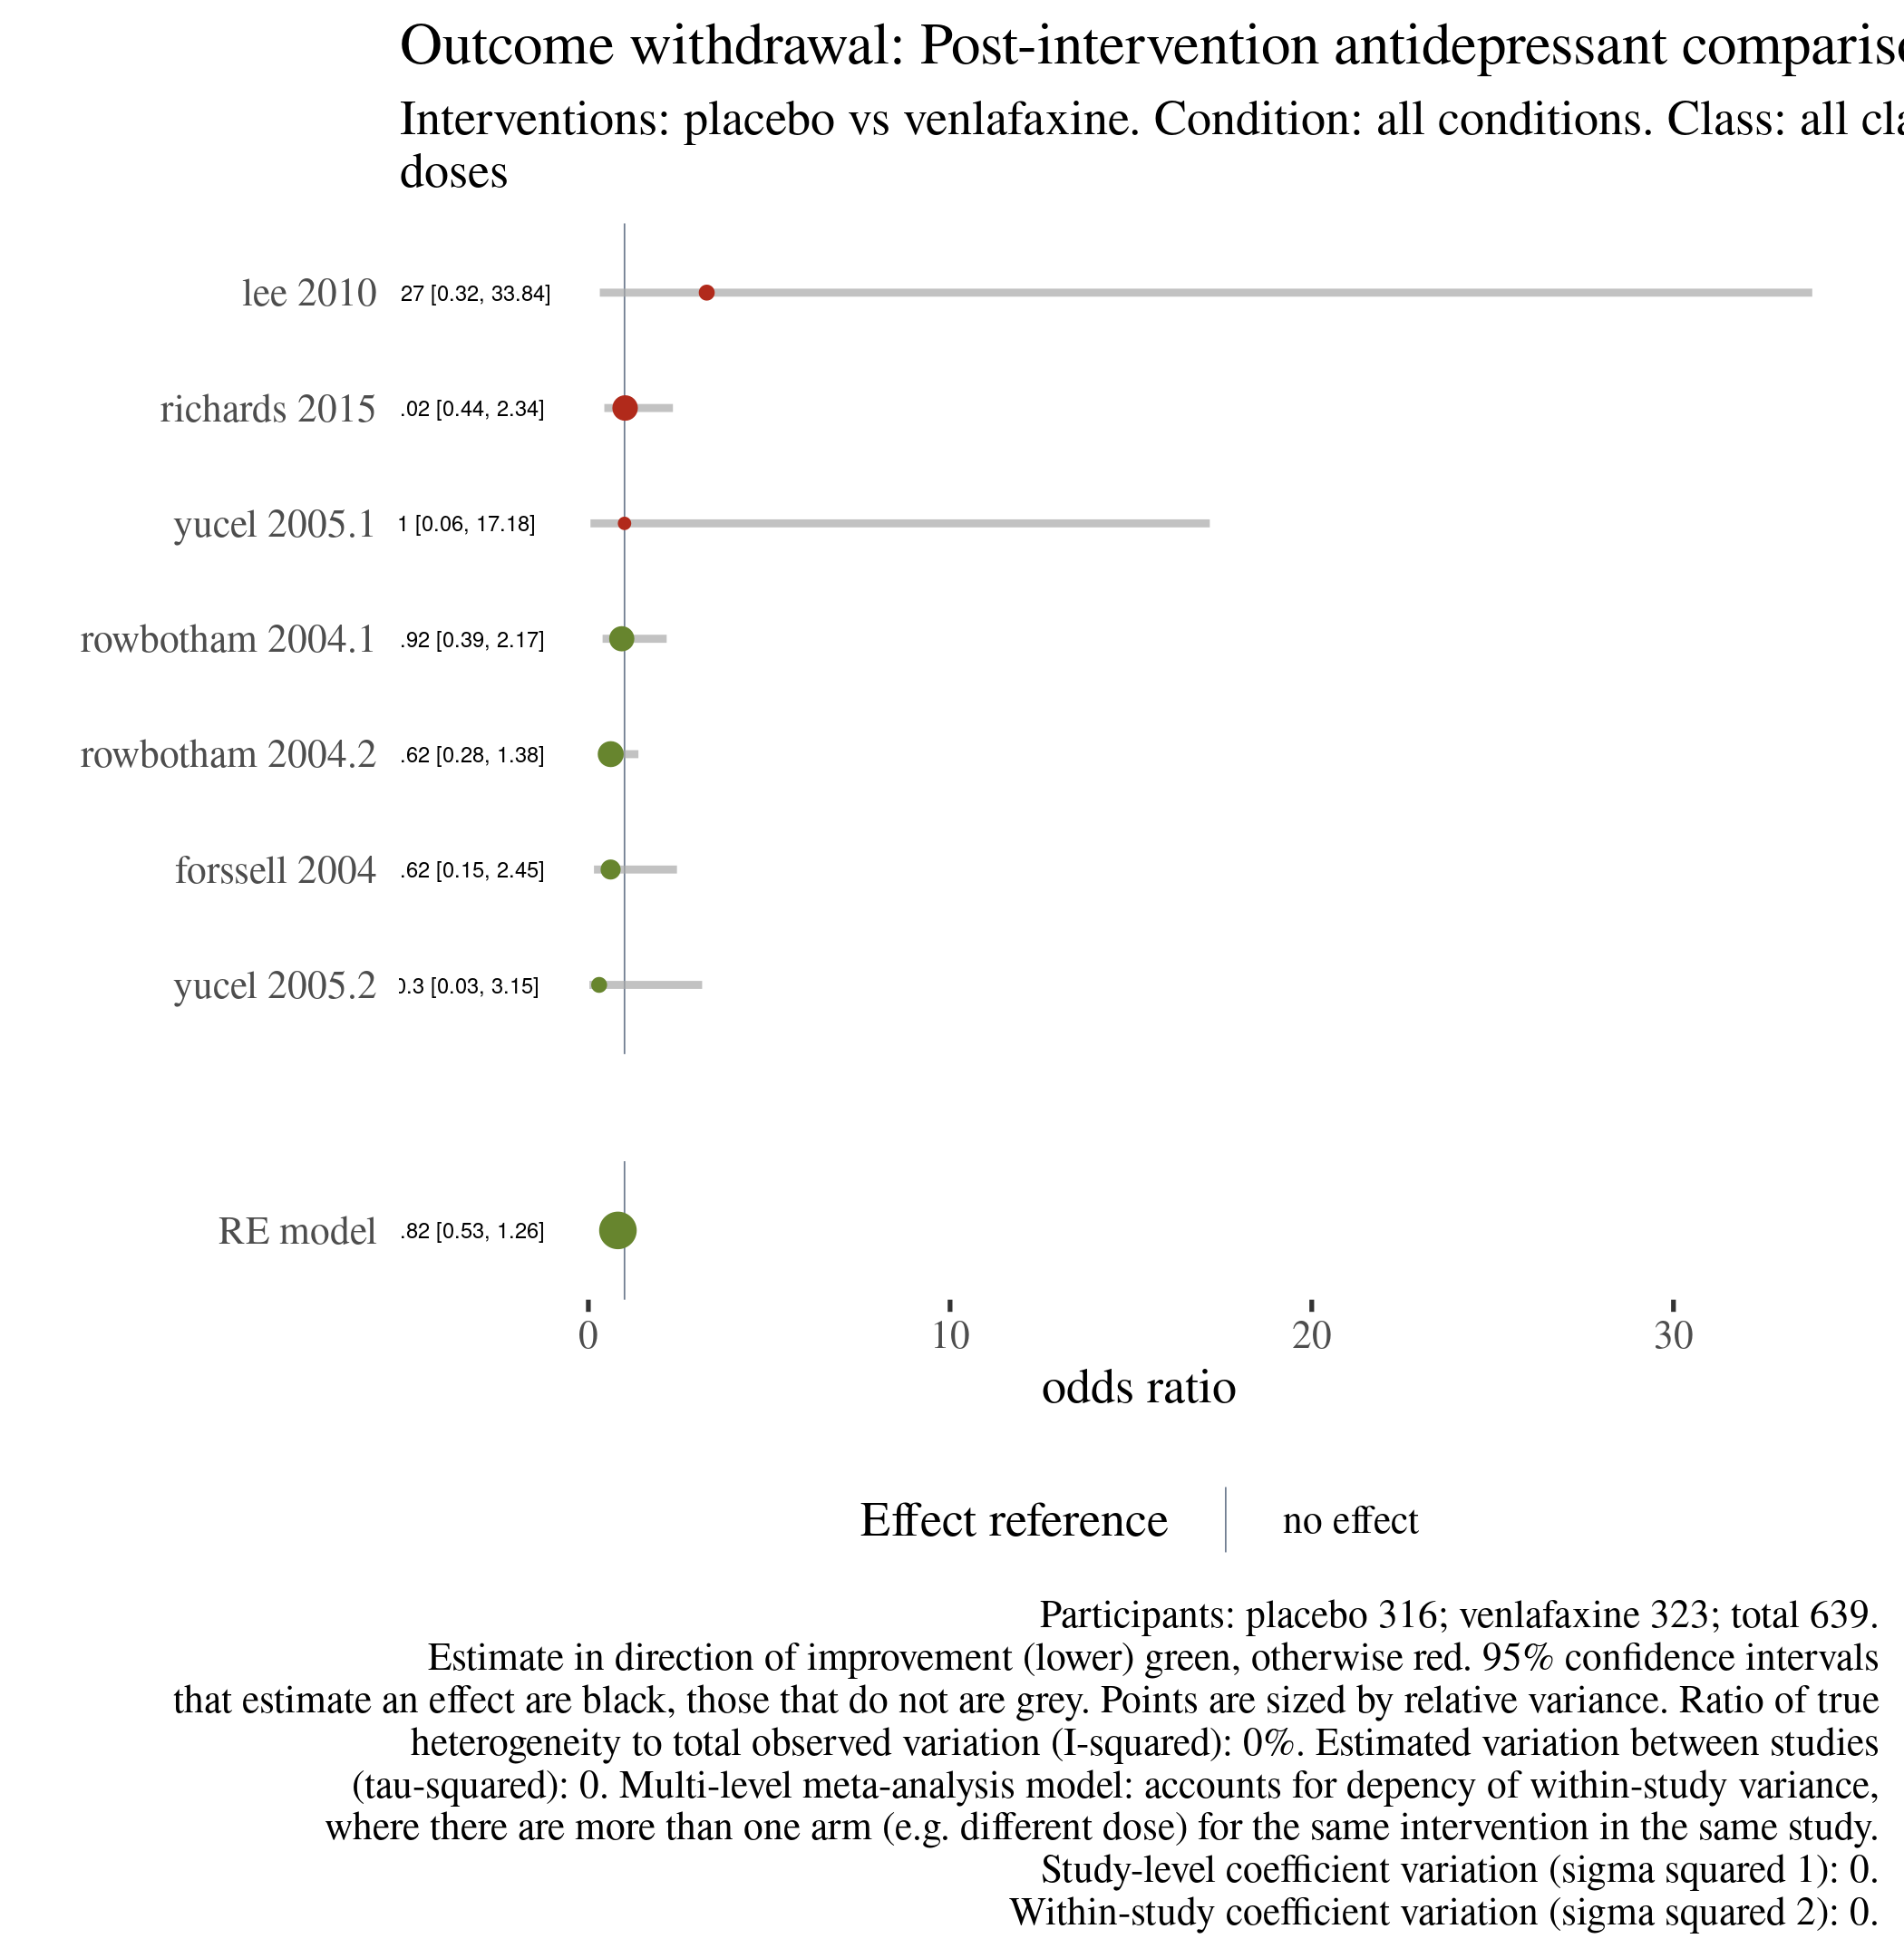 Outcome withdrawal: Post-intervention antidepressant
Interventions: placebo vs venlafaxine. Condition: all conditions. Class: all
doses
lee 2010 27 [0.32, 33.84]
richards 2015 .02 [0.44, 2.34]
yucel 2005.1 1 [0.06, 17.18]
rowbotham 2004.1 .92 [0.39, 2.17]
rowbotham 2004.2 .62 [0.28, 1.38]
forssell 2004 .62 [0.15, 2.45]
yucel 2005.2 0.3 [0.03, 3.15]
RE model .82 [0.53, 1.26]
0 10 20 30
odds ratio
Effect reference no effect
Participants: placebo 316; venlafaxine 323; total 639.
Estimate in direction of improvement (lower) green, otherwise red. 95% confidence intervals
that estimate an effect are black, those that do not are grey. Points are sized by relative variance. Ratio of true
heterogeneity to total observed variation (I-squared): 0%. Estimated variation between studies
(tau-squared): 0. Multi-level meta-analysis model: accounts for depency of within-study variance,
where there are more than one arm (e.g. different dose) for the same intervention in the same study.
Study-level coefficient variation (sigma squared 1): 0.
Within-study coefficient variation (sigma squared 2): 0.